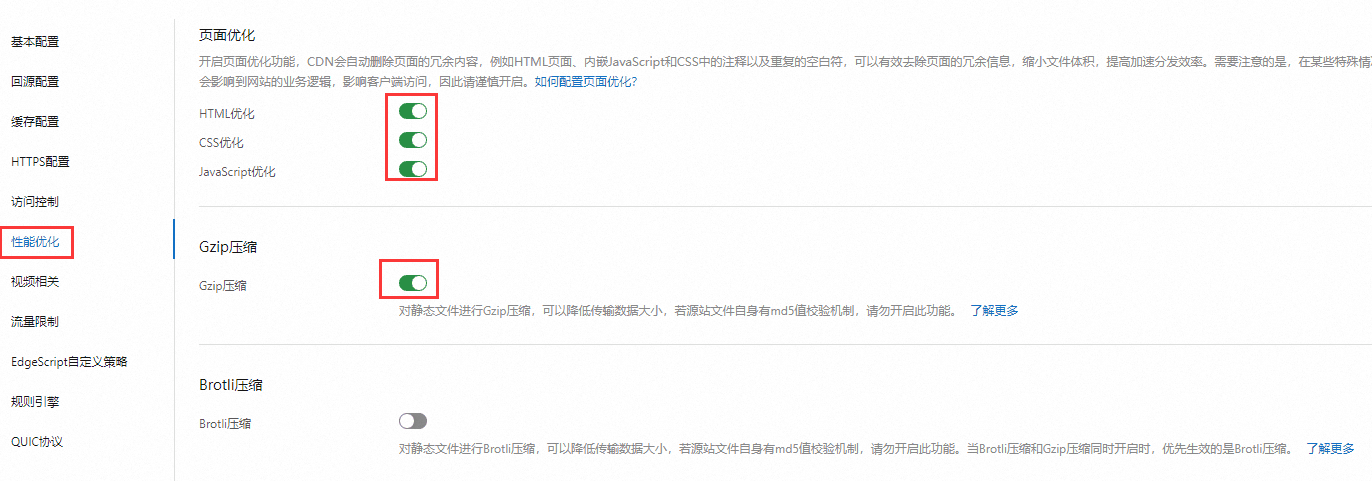 基本配置
回源配置
缓存配置
HTTPS配置
访问控制
性能优化
视频相关
流量限制
EdgeScript自定义策略
规则引擎
QUIC协议
页面优化
开启页面优化功能，CDN会自动删除页面的冗余内容，例如HTML页面、内嵌JavaScript和CSS中的注释以及重复的空白符，可以有效去除页面的冗余信息，缩小文件体积，提高加速分发效率。需要注意的是，在某些特殊情
会影响到网站的业务逻辑，影响客户端访问，因此请谨慎开启。如何配置页面优化？
HTML优化
CSS优化
JavaScript优化
Gzip压缩
Gzip压缩
对静态文件进行Gzip压缩，可以降低传输数据大小，若源站文件自身有md5值校验机制，请勿开启此功能。 了解更多
Brotli压缩
Brotli压缩
对静态文件进行Brotli压缩，可以降低传输数据大小，若源站文件自身有md5值校验机制，请勿开启此功能。当Brotli压缩和Gzip压缩同时开启时，优先生效的是Brotli压缩。 了解更多